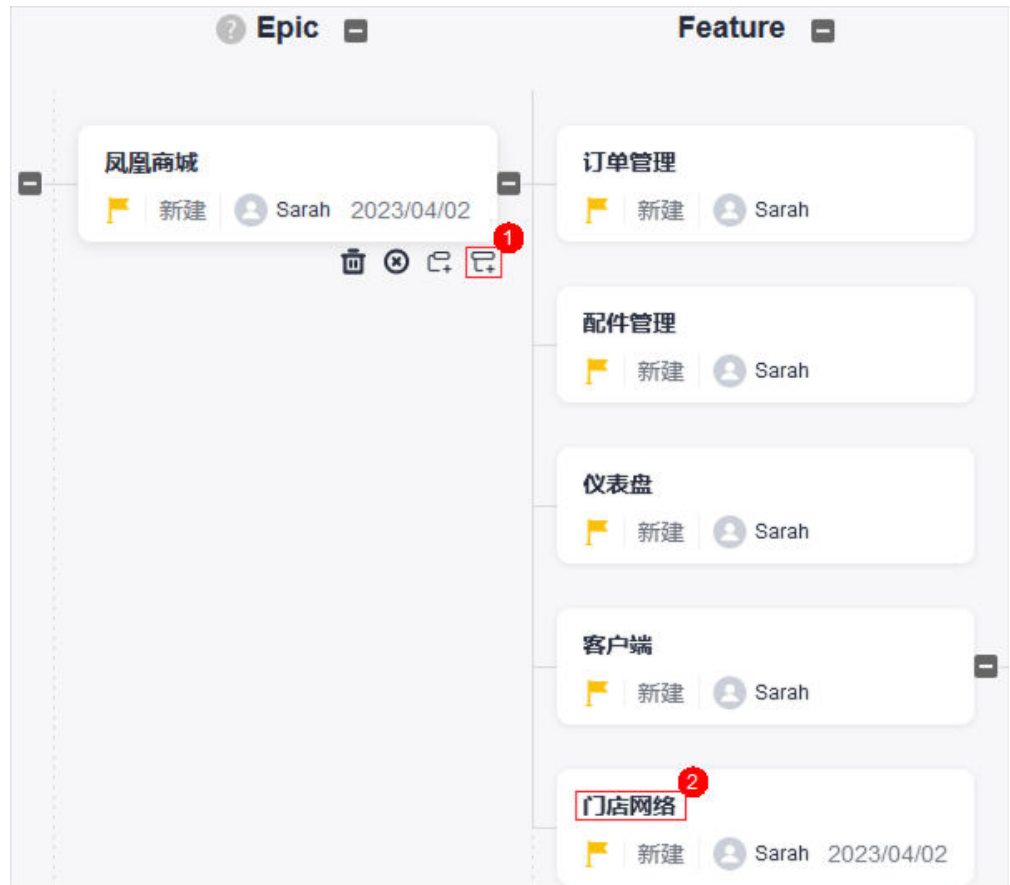 ? Epic
Feature
凤凰商城
新建 Sarah 2023/04/02
1
订单管理
新建 Sarah
配件管理
新建 Sarah
仪表盘
新建 Sarah
客户端
新建 Sarah
2
门店网络
新建 Sarah 2023/04/02